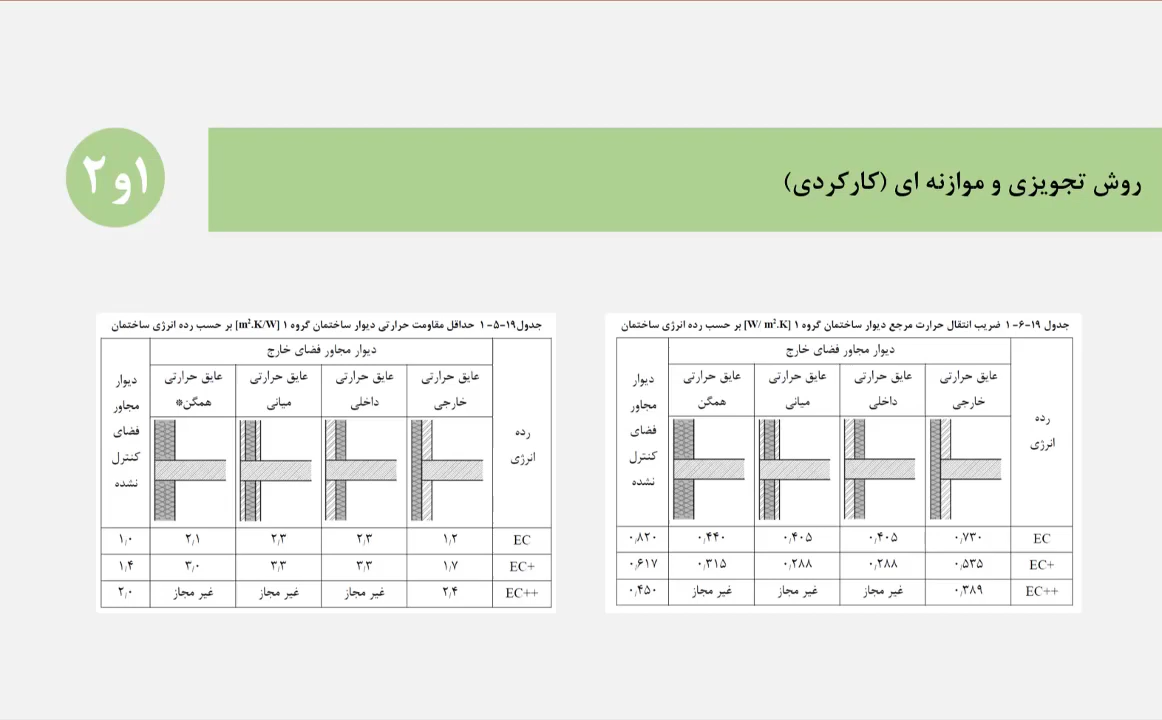 روش تجویزی و موازنه ای (کارکردی)
۱و۲
جدول ۱۹-۶-۱ ضریب انتقال حرارت مرجع دیوار ساختمان گروه ۱ [W/ m².K] بر حسب رده انرژی ساختمان
رده انرژی
دیوار مجاور فضای خارج
دیوار مجاور فضای کنترل نشده
عایق حرارتی خارجی
عایق حرارتی داخلی
عایق حرارتی میانی
عایق حرارتی همگن
EC ۰٫۷۳۰ ۰٫۴۰۵ ۰٫۴۰۵ ۰٫۴۴۰ ۰٫۸۲۰
EC+ ۰٫۵۳۵ ۰٫۲۸۸ ۰٫۲۸۸ ۰٫۳۱۵ ۰٫۶۱۷
EC++ ۰٫۳۸۹ غیر مجاز غیر مجاز غیر مجاز ۰٫۴۵۰
جدول۱۹-۵-۱ حداقل مقاومت حرارتی دیوار ساختمان گروه ۱ [m².K/W] بر حسب رده انرژی ساختمان
رده انرژی
دیوار مجاور فضای خارج
دیوار مجاور فضای کنترل نشده
عایق حرارتی خارجی
عایق حرارتی داخلی
عایق حرارتی میانی
عایق حرارتی همگن*
EC ۱٫۲ ۲٫۳ ۲٫۳ ۲٫۱ ۱٫۰
EC+ ۱٫۷ ۳٫۳ ۳٫۳ ۳٫۰ ۱٫۴
EC++ ۲٫۴ غیر مجاز غیر مجاز غیر مجاز ۲٫۰